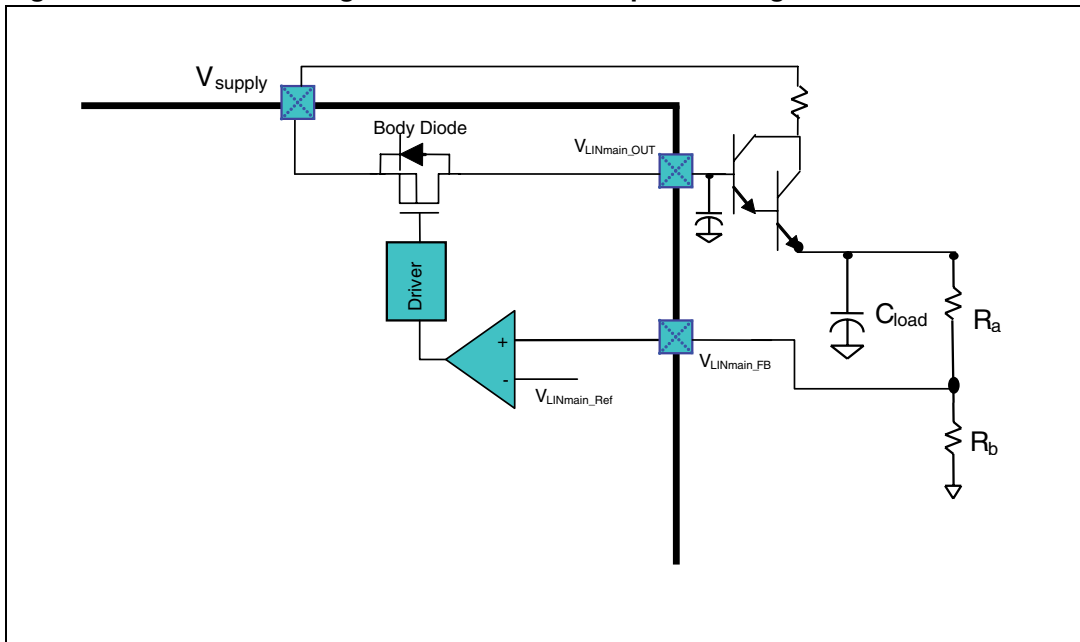 Vsupply
Body Diode
VLINmain_OUT
Driver
+
-
VLINmain_FB
VLINmain_Ref
Cload
Ra
Rb